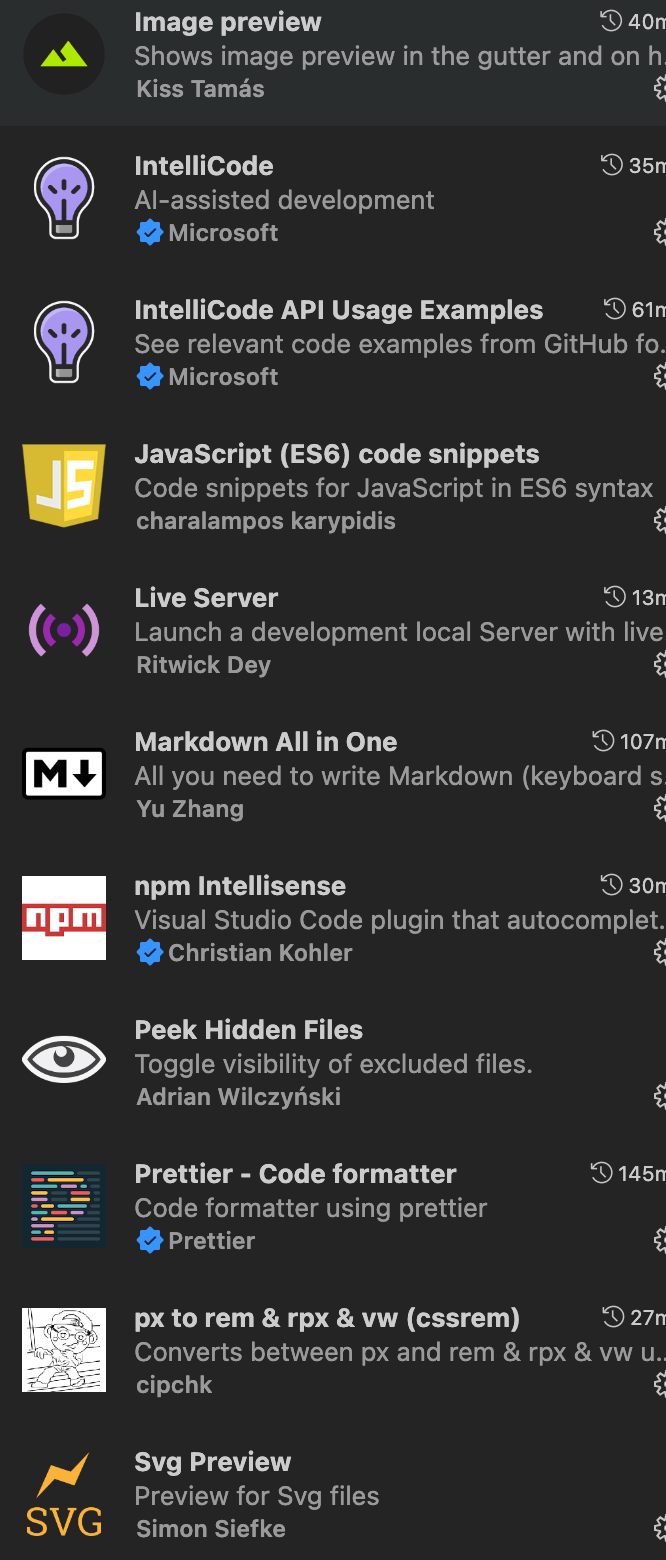 Image preview 40m
Shows image preview in the gutter and on h...
Kiss Tamás
IntelliCode 35m
AI-assisted development
Microsoft
IntelliCode API Usage Examples 61m
See relevant code examples from GitHub fo...
Microsoft
JS
JavaScript (ES6) code snippets
Code snippets for JavaScript in ES6 syntax
charalampos karypidis
Live Server 13m
Launch a development local Server with live
Ritwick Dey
M
Markdown All in One 107m
All you need to write Markdown (keyboard s...
Yu Zhang
npm
npm Intellisense 30m
Visual Studio Code plugin that autocomplet...
Christian Kohler
Peek Hidden Files
Toggle visibility of excluded files.
Adrian Wilczyński
Prettier - Code formatter 145m
Code formatter using prettier
Prettier
px to rem & rpx & vw (cssrem) 27m
Converts between px and rem & rpx & vw u...
cipchk
SVG
Svg Preview
Preview for Svg files
Simon Siefke